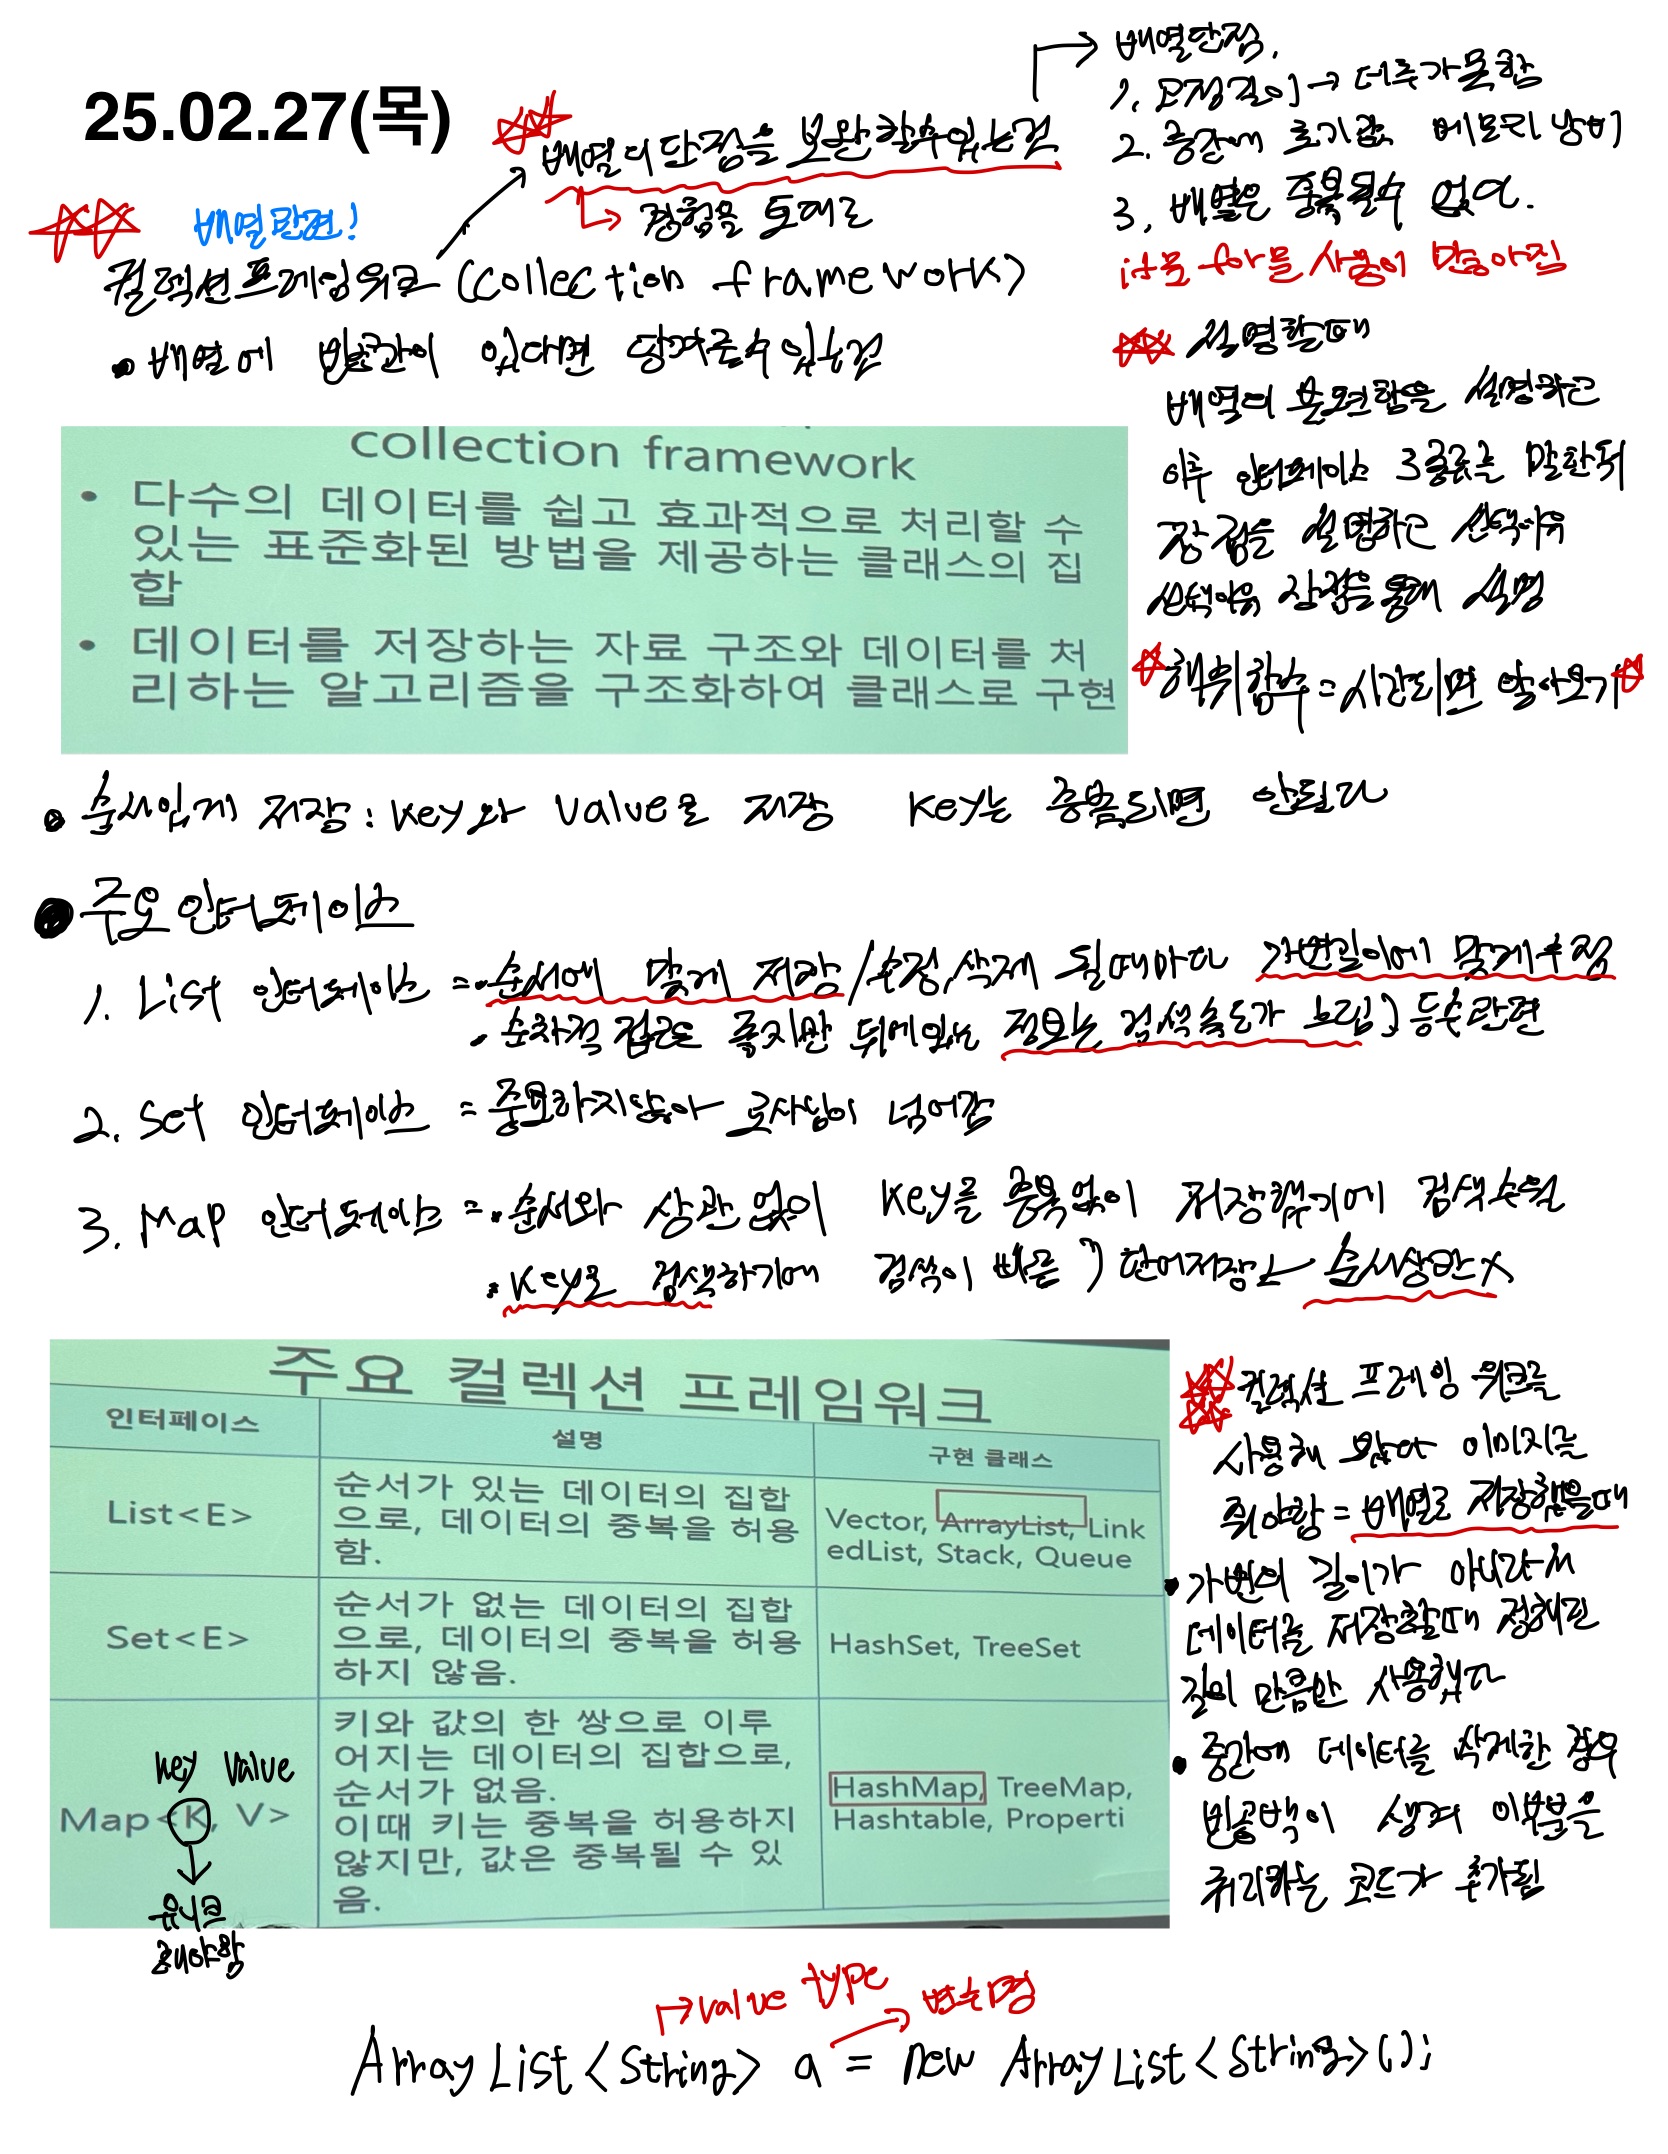 25.02.27(목)
배열의 단점을 보완할수있는것
경험을 토대로
배열단점.
1. 고정길이 → 더추가못함
2. 중간에 초기값 메모리 낭비
3. 배열은 중복될수 없다.
if문 for문 사용이 많아짐
배열만편!
컬렉션프레임워크 (collection framework)
• 배열에 빈공간이 있다면 당겨줄수있는것
설명할때
배열의 불편함을 설명하고
이후 인터페이스 3종류를 말한뒤
장점을 설명하고 선택이유
선택이유 장점을 통해 설명
해쉬함수 = 시간되면 알아오기
collection framework
• 다수의 데이터를 쉽고 효과적으로 처리할 수
있는 표준화된 방법을 제공하는 클래스의 집
합
• 데이터를 저장하는 자료 구조와 데이터를 처
리하는 알고리즘을 구조화하여 클래스로 구현
• 순서있게 저장 : key와 value로 저장 key는 중복되면 안된다
• 주요인터페이스
1. List 인터페이스 = • 순서에 맞게 저장/수정,삭제 될때마다 가변길이에 맞게수정
• 순차적 접근은 좋지만 뒤에있는 정보는 검색속도가 느림 등수관련
2. Set 인터페이스 = 중요하지않아 넘어감
3. Map 인터페이스 = • 순서와 상관없이 key를 중복없이 저장했기에 검색수월
• key로 검색하기에 검색이 빠름 단어저장 순서상관X
주요 컬렉션 프레임워크
인터페이스 설명 구현 클래스
List<E> 순서가 있는 데이터의 집합
으로, 데이터의 중복을 허용
함.
Vector, ArrayList, Link
edList, Stack, Queue
Set<E> 순서가 없는 데이터의 집합
으로, 데이터의 중복을 허용
하지 않음.
HashSet, TreeSet
key value
Map<K, V>
유니크
해야함
키와 값의 한 쌍으로 이루
어지는 데이터의 집합으로,
순서가 없음.
이때 키는 중복을 허용하지
않지만, 값은 중복될 수 있
음.
HashMap, TreeMap,
Hashtable, Properti
컬렉션 프레임 워크를
사용해 봤다 이미지를
줘야함 = 배열로 저장했을때
• 가변의 길이가 아니라서
데이터를 저장할때 정해진
길이 만큼만 사용했다
• 중간에 데이터를 삭제한 경우
빈공백이 생겨 이부분을
처리하는 코드가 추가됨
value type 변수명
ArrayList<String> a = new ArrayList<String>();